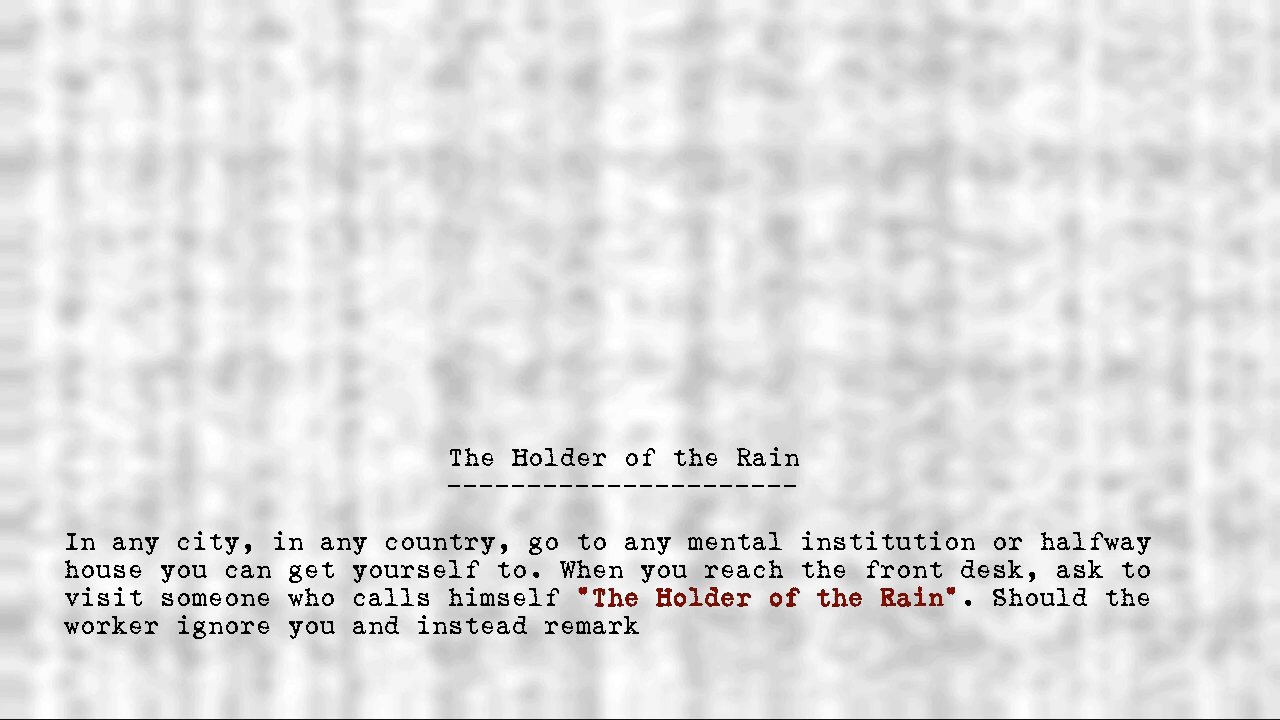 The Holder of the Rain
----------------------
In any city, in any country, go to any mental institution or halfway
house you can get yourself to. When you reach the front desk, ask to
visit someone who calls himself "The Holder of the Rain". Should the
worker ignore you and instead remark